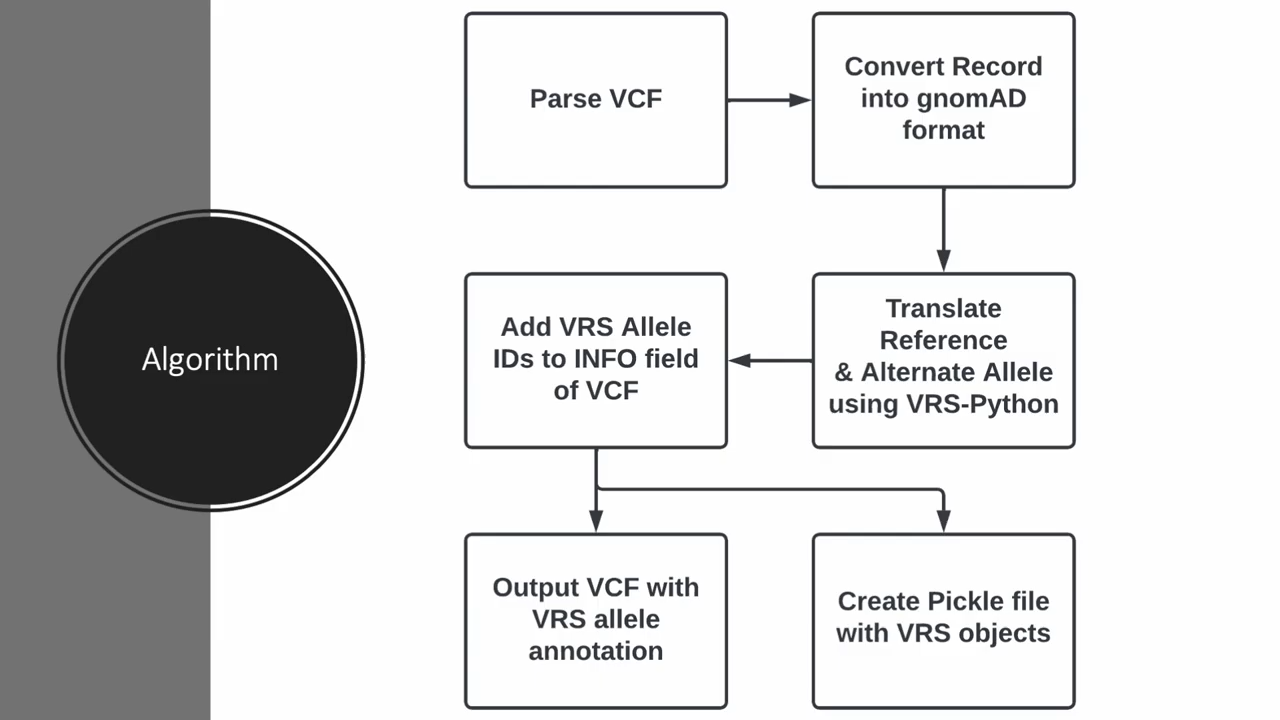 Algorithm
Parse VCF
Convert Record
into gnomAD
format
Translate
Reference
& Alternate Allele
using VRS-Python
Add VRS Allele
IDs to INFO field
of VCF
Output VCF with
VRS allele
annotation
Create Pickle file
with VRS objects